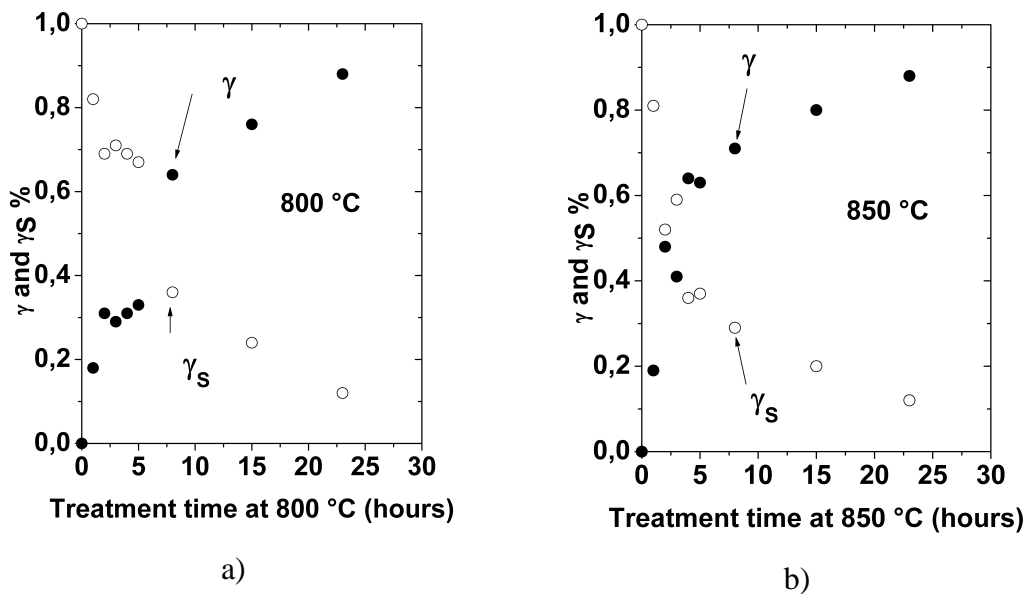 γ and γS %
1,0
0,8
0,6
0,4
0,2
0,0
0 5 10 15 20 25 30
γ
γS
800 °C
Treatment time at 800 °C (hours)
a)
γ and γS %
1,0
0,8
0,6
0,4
0,2
0,0
0 5 10 15 20 25 30
γ
γS
850 °C
Treatment time at 850 °C (hours)
b)